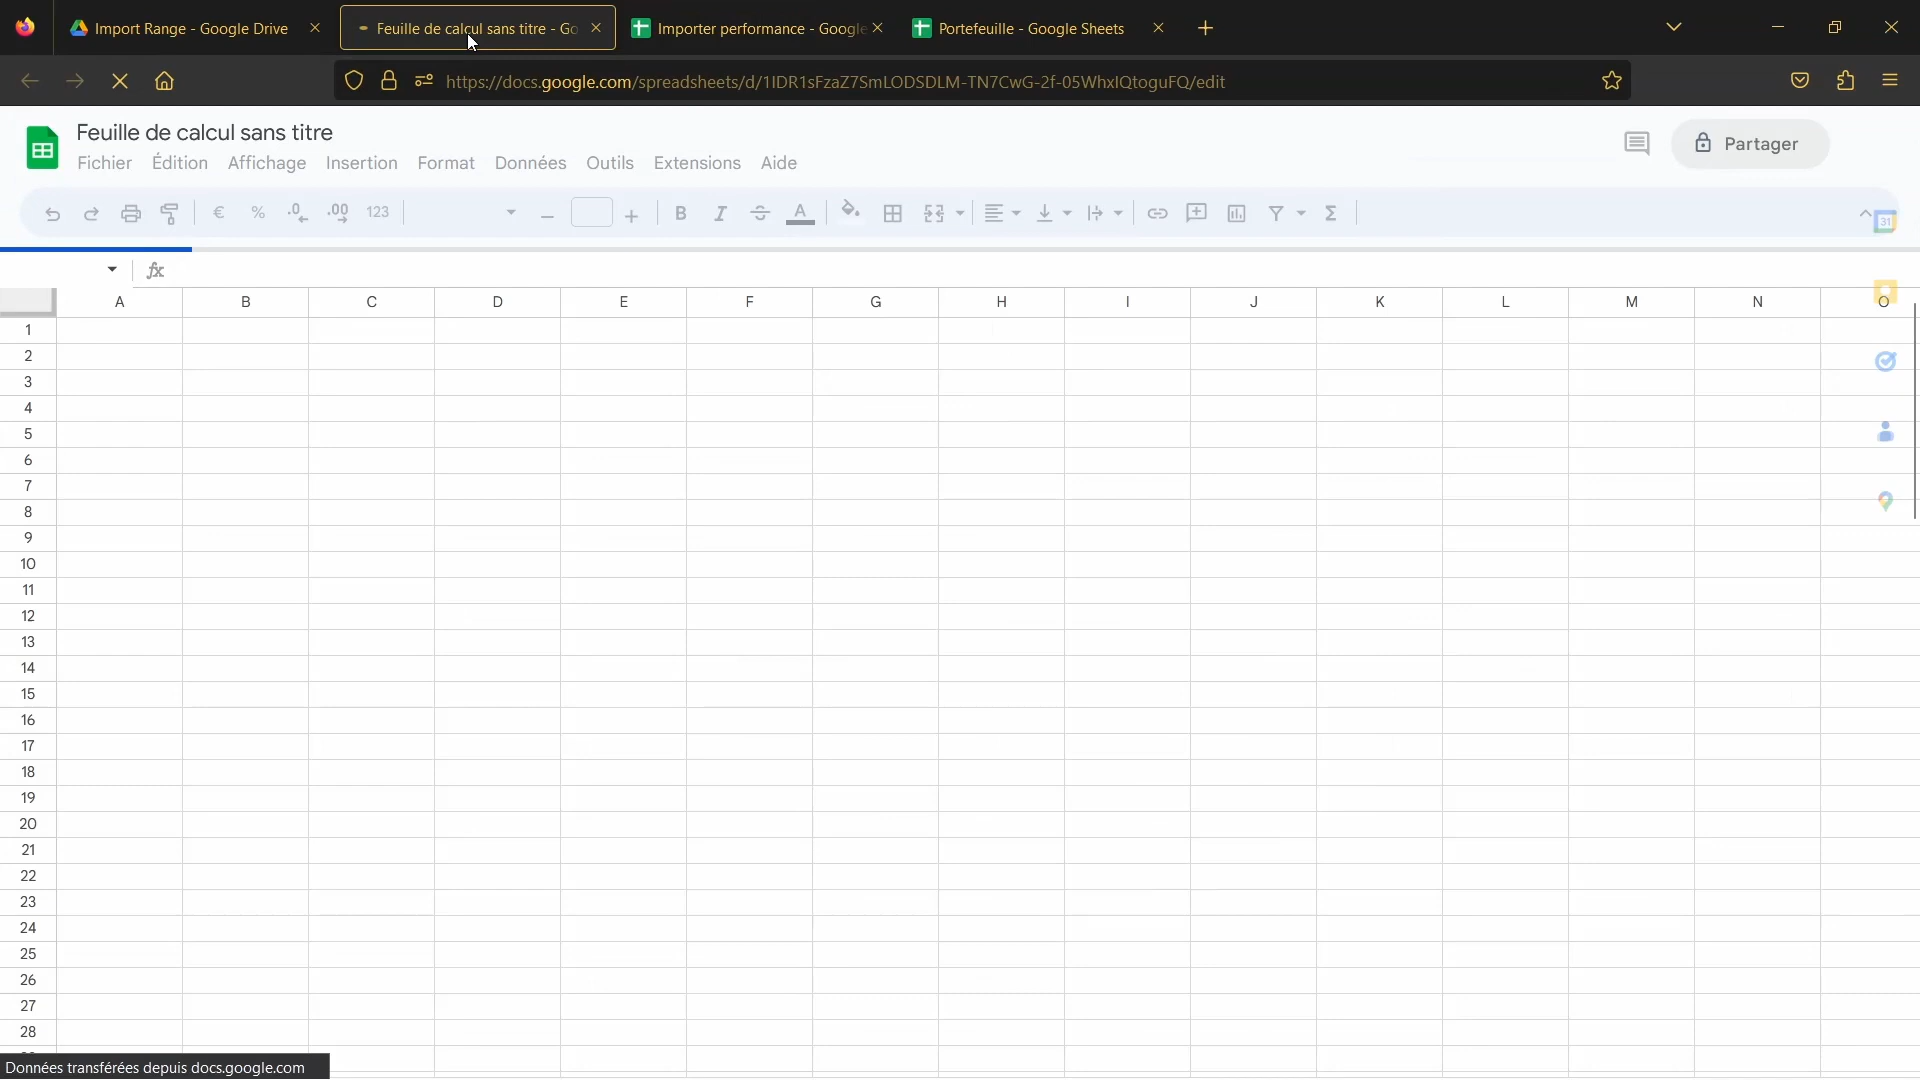 Import Range - Google Drive
Feuille de calcul sans titre - Go
Importer performance - Google
Portefeuille - Google Sheets
https://docs.google.com/spreadsheets/d/1IDR1sFzaZ7SmLODSDLM-TN7CwG-2f-05WhxIQtoguFQ/edit
Feuille de calcul sans titre
Fichier Édition Affichage Insertion Format Données Outils Extensions Aide
Partager
€ % .0 .00 123 B I A Σ
31
fx
A B C D E F G H I J K L M N O
1
2
3
4
5
6
7
8
9
10
11
12
13
14
15
16
17
18
19
20
21
22
23
24
25
26
27
28
Données transférées depuis docs.google.com